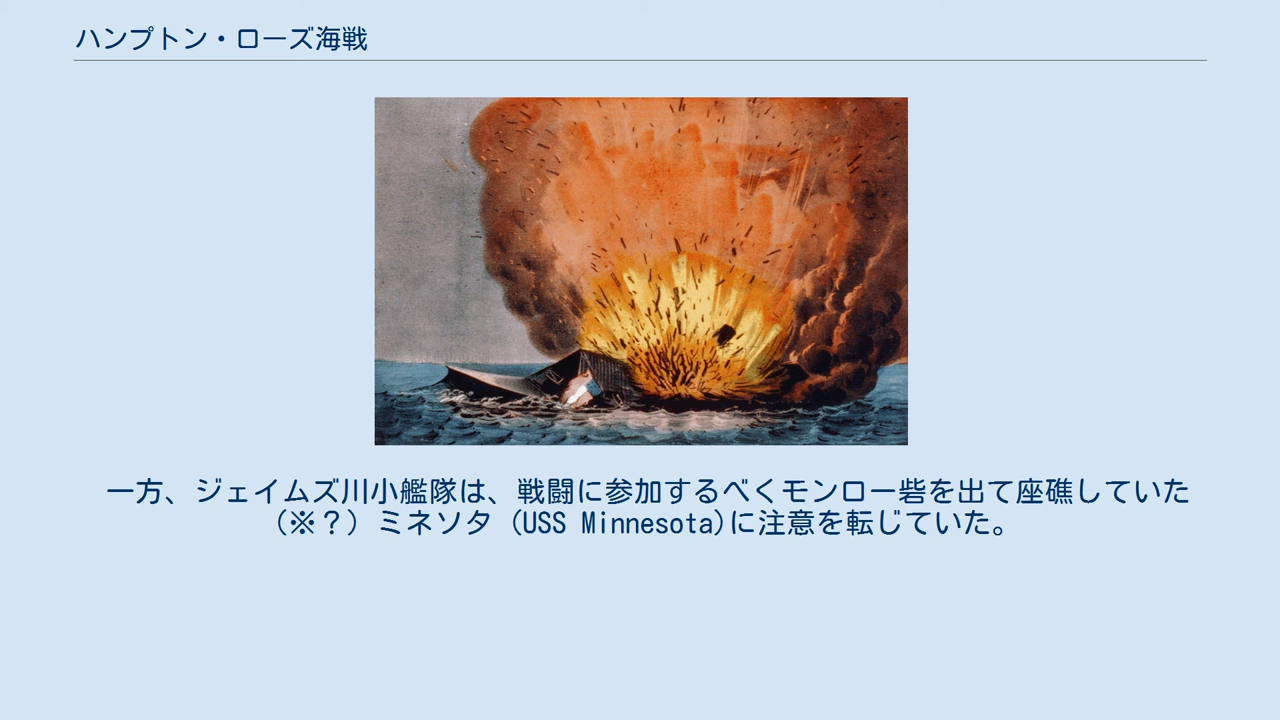 ハンプトン・ローズ海戦
一方、ジェイムズ川小艦隊は、戦闘に参加するべくモンロー砦を出て座礁していた
（※？）ミネソタ (USS Minnesota)に注意を転じていた。